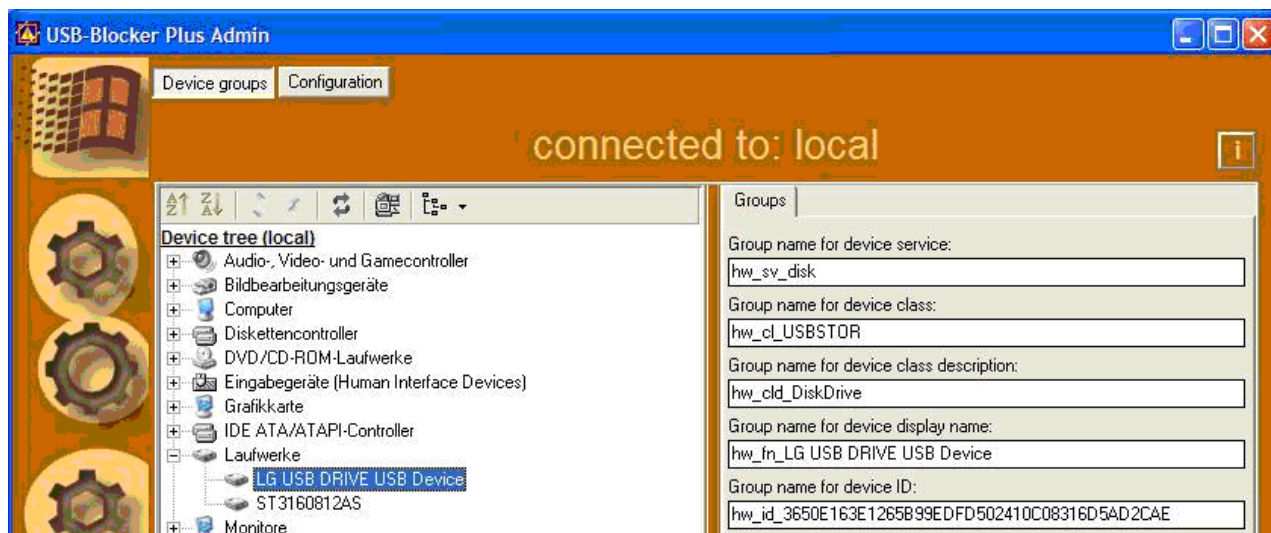 USB-Blocker Plus Admin
Device groups
Configuration
connected to: local
i
Device tree (local)
Audio-, Video- und Gamecontroller
Bildbearbeitungsgeräte
Computer
Diskettencontroller
DVD/CD-ROM-Laufwerke
Eingabegeräte (Human Interface Devices)
Grafikkarte
IDE ATA/ATAPI-Controller
Laufwerke
LG USB DRIVE USB Device
ST3160812AS
Monitore
Groups
Group name for device service:
hw_sv_disk
Group name for device class:
hw_cl_USBSTOR
Group name for device class description:
hw_cld_DiskDrive
Group name for device display name:
hw_fn_LG USB DRIVE USB Device
Group name for device ID:
hw_id_3650E163E1265B99EDFD502410C08316D5AD2CAE